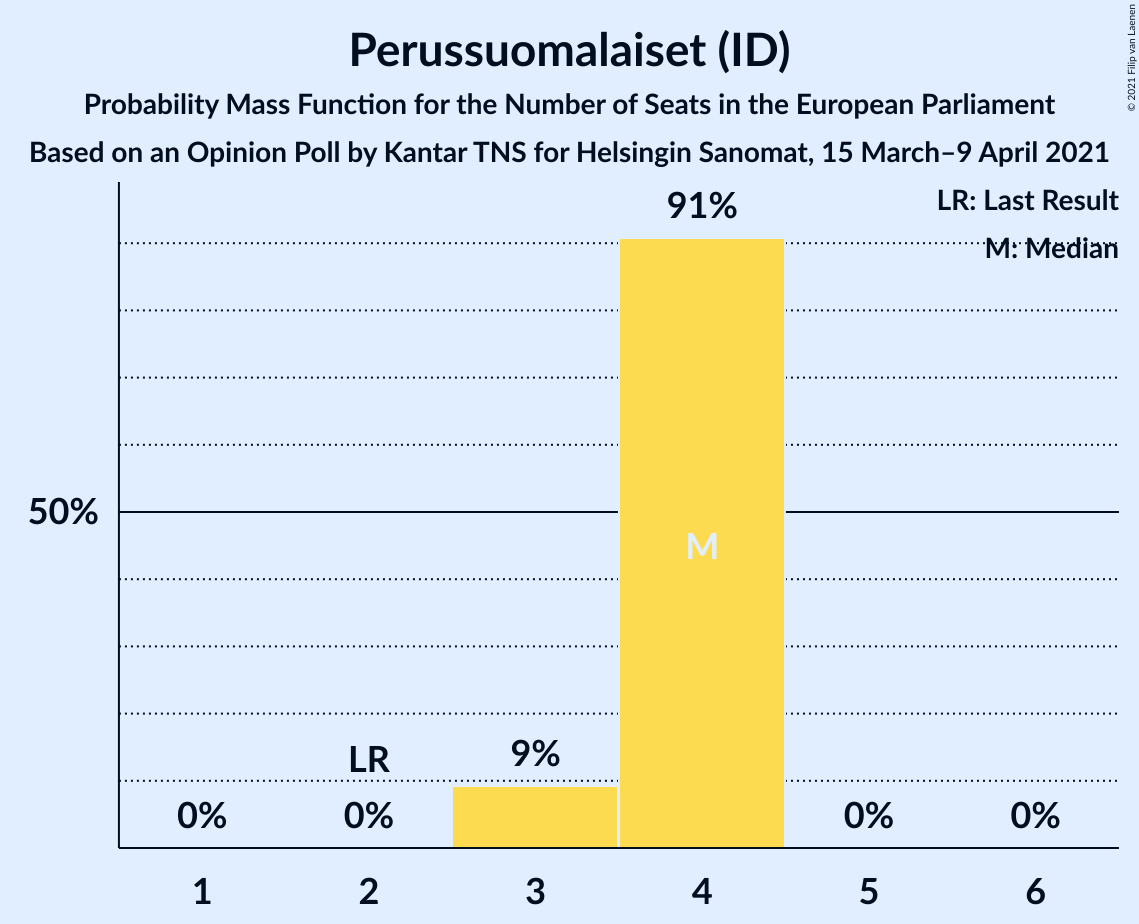 Perussuomalaiset (ID)
Probability Mass Function for the Number of Seats in the European Parliament
Based on an Opinion Poll by Kantar TNS for Helsingin Sanomat, 15 March–9 April 2021
© 2021 Filip van Laenen
LR: Last Result
M: Median
91%
50%
M
LR
9%
0%
0%
0%
0%
1
2
3
4
5
6